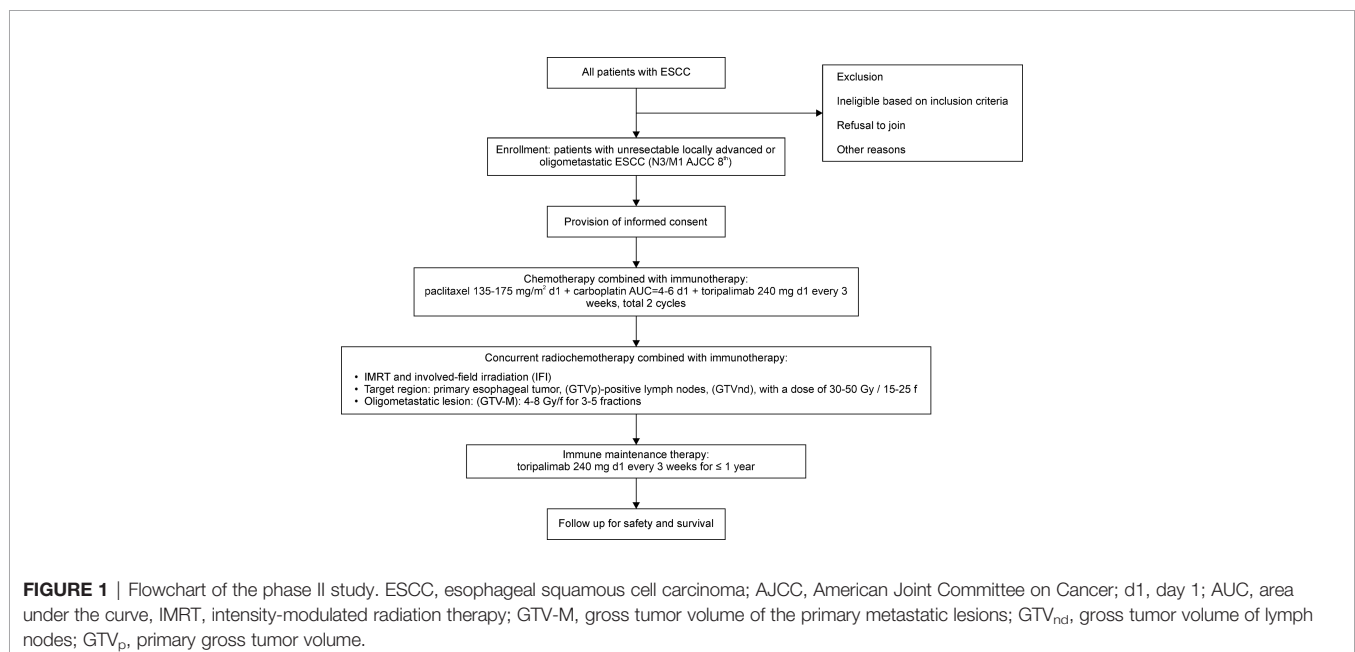 All patients with ESCC
Exclusion
Ineligible based on inclusion criteria
Refusal to join
Other reasons
Enrollment: patients with unresectable locally advanced or
oligometastatic ESCC (N3/M1 AJCC 8th)
Provision of informed consent
Chemotherapy combined with immunotherapy:
paclitaxel 135-175 mg/m² d1 + carboplatin AUC=4-6 d1 + toripalimab 240 mg d1 every 3
weeks, total 2 cycles
Concurrent radiochemotherapy combined with immunotherapy:
• IMRT and involved-field irradiation (IFI)
• Target region: primary esophageal tumor, (GTVp)-positive lymph nodes, (GTVnd), with a dose of 30-50 Gy / 15-25 f
• Oligometastatic lesion: (GTV-M): 4-8 Gy/f for 3-5 fractions
Immune maintenance therapy:
toripalimab 240 mg d1 every 3 weeks for ≤ 1 year
Follow up for safety and survival
FIGURE 1 | Flowchart of the phase II study. ESCC, esophageal squamous cell carcinoma; AJCC, American Joint Committee on Cancer; d1, day 1; AUC, area
under the curve, IMRT, intensity-modulated radiation therapy; GTV-M, gross tumor volume of the primary metastatic lesions; GTVnd, gross tumor volume of lymph
nodes; GTVp, primary gross tumor volume.